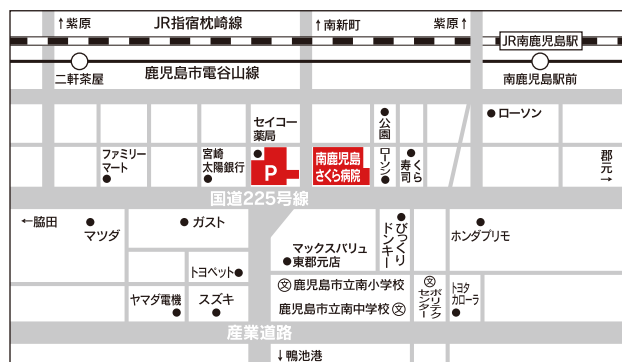 ↑紫原
JR指宿枕崎線
↑南新町
紫原↑
JR南鹿児島駅
二軒茶屋
鹿児島市電谷山線
南鹿児島駅前
セイコー
薬局
公園
ローソン
ファミリー
マート
宮崎
太陽銀行
P
南鹿児島
さくら病院
ローソン
くら
寿司
郡元→
国道225号線
←脇田
マツダ
ガスト
びっくり
ドンキー
ホンダプリモ
マックスバリュ
東郡元店
トヨペット
文鹿児島市立南小学校
文
ポリテク
センター
トヨタ
カローラ
ヤマダ電機
スズキ
鹿児島市立南中学校文
産業道路
↓鴨池港